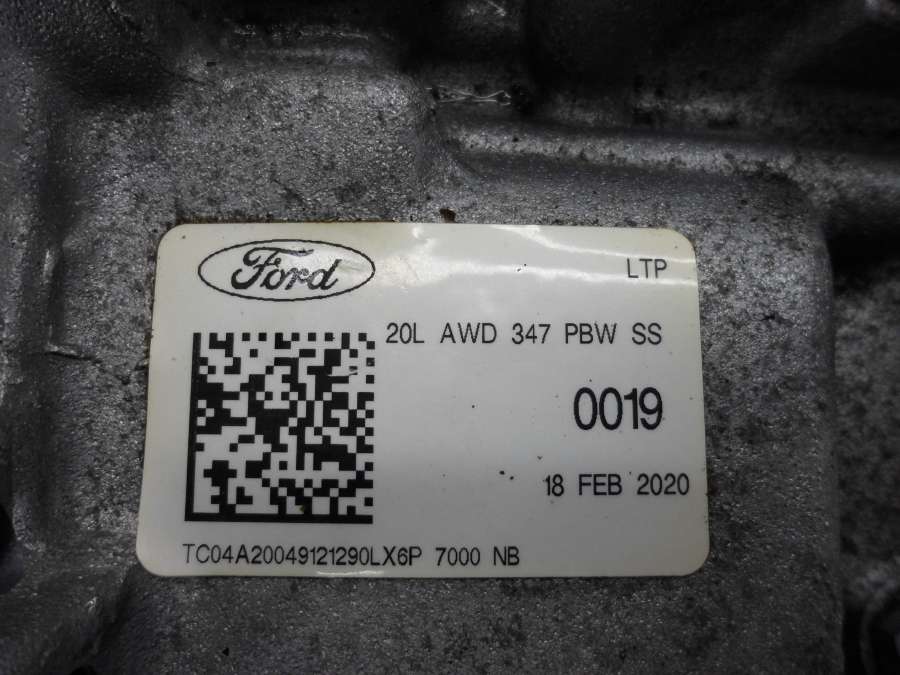 Ford
LTP
20L AWD 347 PBW SS
0019
18 FEB 2020
TC04A20049121290LX6P 7000 NB